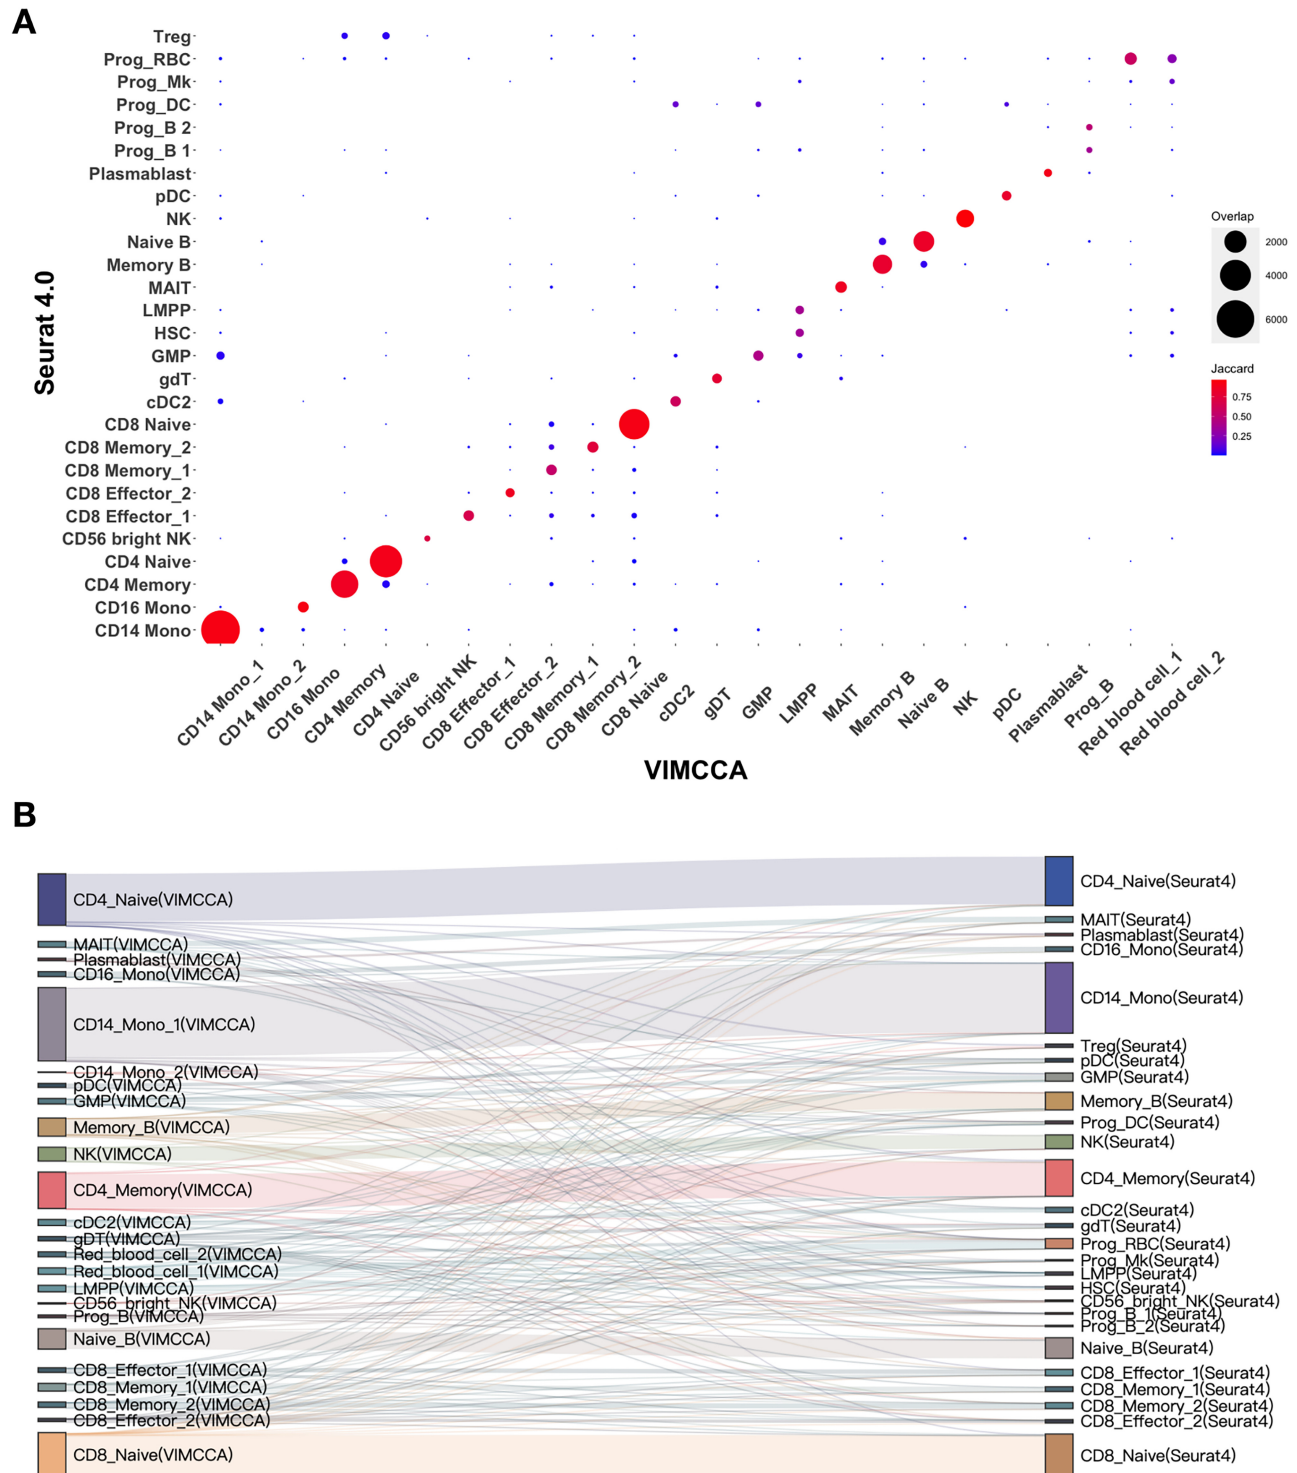 A
Treg
Prog_RBC
Prog_Mk
Prog_DC
Prog_B 2
Prog_B 1
Plasmablast
pDC
NK
Naive B
Memory B
MAIT
LMPP
HSC
GMP
gdT
cDC2
CD8 Naive
CD8 Memory_2
CD8 Memory_1
CD8 Effector_2
CD8 Effector_1
CD56 bright NK
CD4 Naive
CD4 Memory
CD16 Mono
CD14 Mono
Seurat 4.0
Overlap
2000
4000
6000
Jaccard
0.75
0.50
0.25
CD14 Mono_1
CD14 Mono_2
CD16 Mono
CD4 Memory
CD4 Naive
CD56 bright NK
CD8 Effector_1
CD8 Effector_2
CD8 Memory_1
CD8 Memory_2
CD8 Naive
cDC2
gDT
GMP
LMPP
MAIT
Memory B
Naive B
NK
pDC
Plasmablast
Prog_B
Red blood cell_1
Red blood cell_2
VIMCCA
B
CD4_Naive(VIMCCA)
MAIT(VIMCCA)
Plasmablast(VIMCCA)
CD16_Mono(VIMCCA)
CD14_Mono_1(VIMCCA)
CD14_Mono_2(VIMCCA)
pDC(VIMCCA)
GMP(VIMCCA)
Memory_B(VIMCCA)
NK(VIMCCA)
CD4_Memory(VIMCCA)
cDC2(VIMCCA)
gDT(VIMCCA)
Red_blood_cell_2(VIMCCA)
Red_blood_cell_1(VIMCCA)
LMPP(VIMCCA)
CD56_bright_NK(VIMCCA)
Prog_B(VIMCCA)
Naive_B(VIMCCA)
CD8_Effector_1(VIMCCA)
CD8_Memory_1(VIMCCA)
CD8_Memory_2(VIMCCA)
CD8_Effector_2(VIMCCA)
CD8_Naive(VIMCCA)
CD4_Naive(Seurat4)
MAIT(Seurat4)
Plasmablast(Seurat4)
CD16_Mono(Seurat4)
CD14_Mono(Seurat4)
Treg(Seurat4)
pDC(Seurat4)
GMP(Seurat4)
Memory_B(Seurat4)
Prog_DC(Seurat4)
NK(Seurat4)
CD4_Memory(Seurat4)
cDC2(Seurat4)
gdT(Seurat4)
Prog_RBC(Seurat4)
Prog_Mk(Seurat4)
LMPP(Seurat4)
HSC(Seurat4)
CD56_bright_NK(Seurat4)
Prog_B_1(Seurat4)
Prog_B_2(Seurat4)
Naive_B(Seurat4)
CD8_Effector_1(Seurat4)
CD8_Memory_1(Seurat4)
CD8_Memory_2(Seurat4)
CD8_Effector_2(Seurat4)
CD8_Naive(Seurat4)